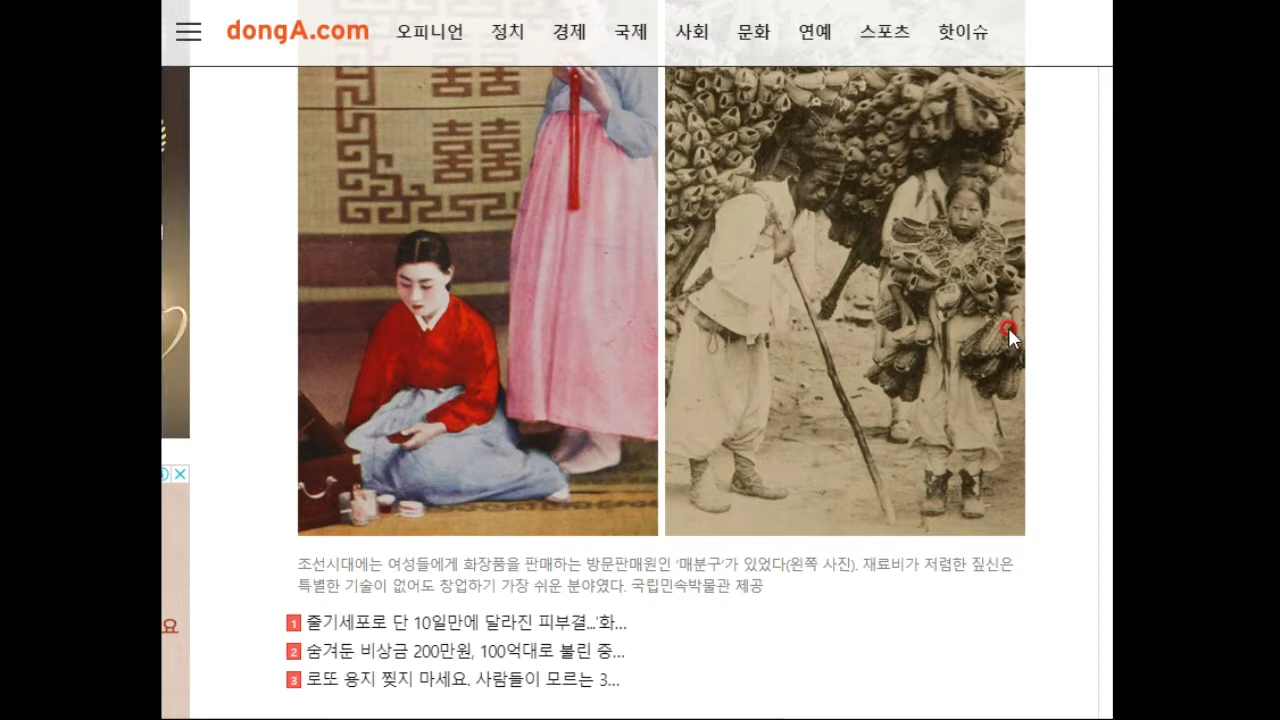 dongA.com 오피니언 정치 경제 국제 사회 문화 연예 스포츠 핫이슈
조선시대에는 여성들에게 화장품을 판매하는 방문판매원인 '매분구'가 있었다(왼쪽 사진). 재료비가 저렴한 짚신은
특별한 기술이 없어도 창업하기 가장 쉬운 분야였다. 국립민속박물관 제공
1 줄기세포로 단 10일만에 달라진 피부결...'화...
2 숨겨둔 비상금 200만원, 100억대로 불린 중...
요
3 로또 용지 찢지 마세요. 사람들이 모르는 3...